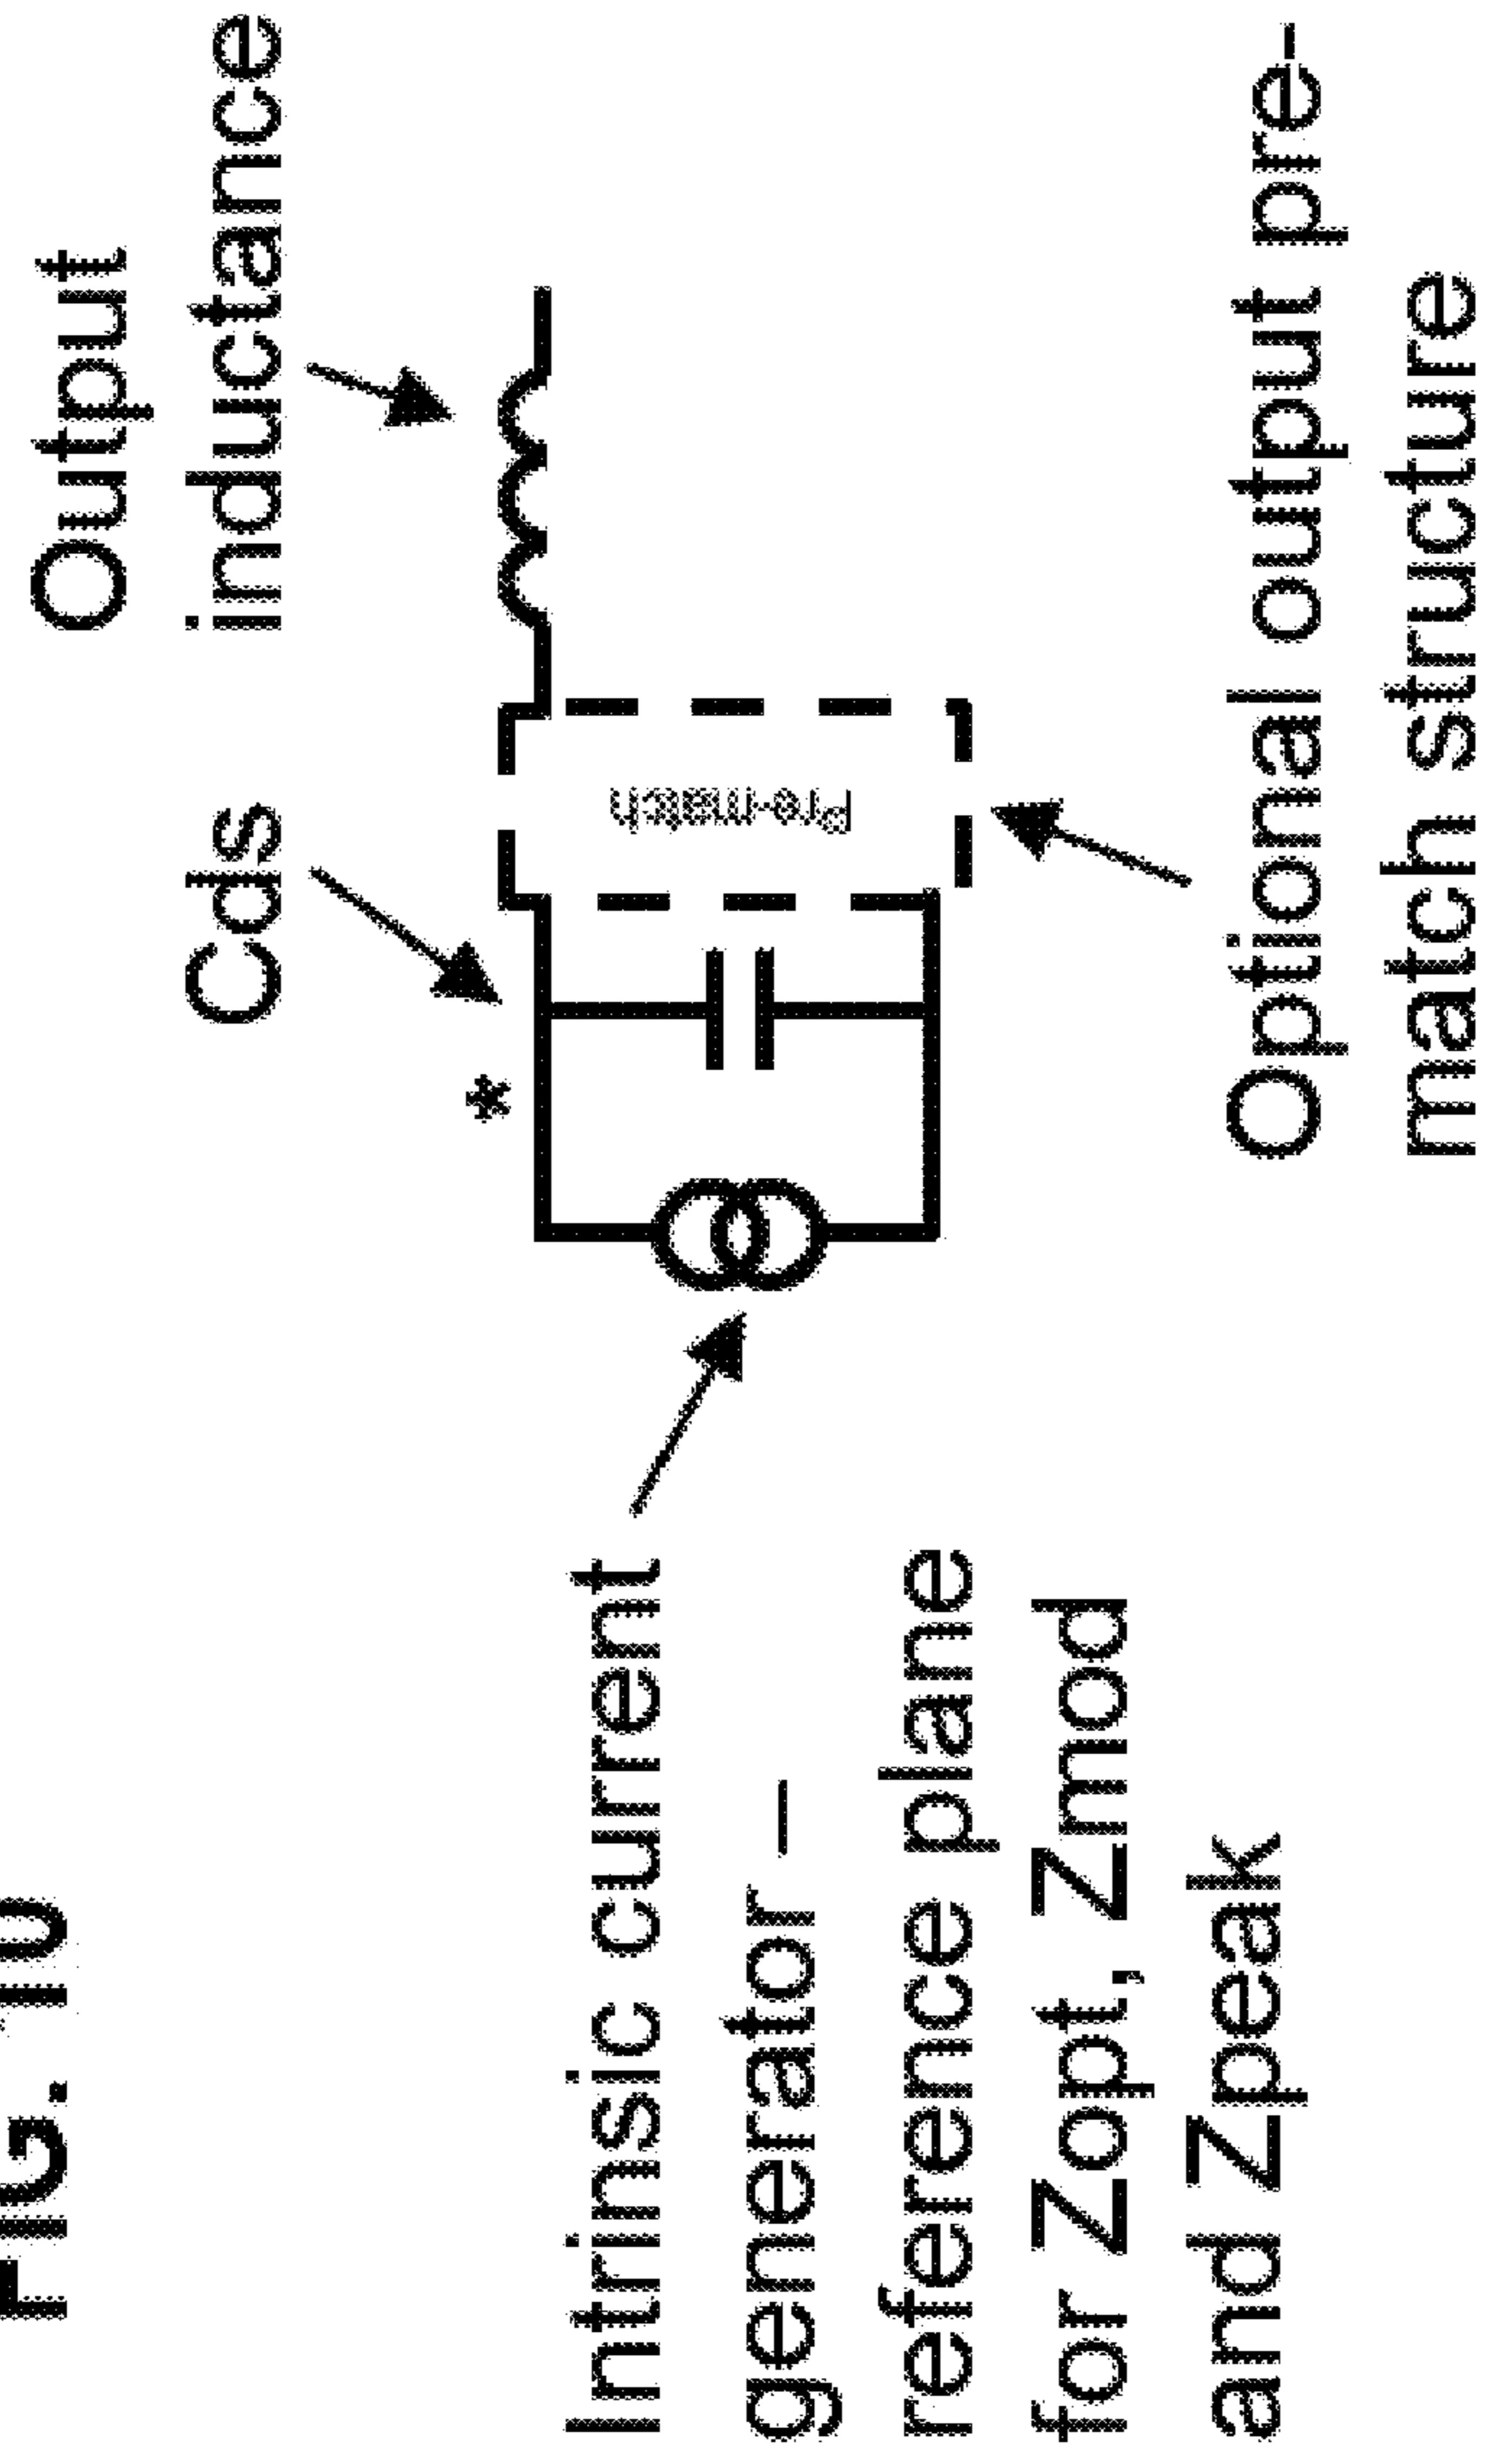 FIG. 10
Output
inductance
Cds
*
Pre-match
Intrinsic current
generator –
reference plane
for Zopt, Zmod
and Zpeak
Optional output pre-
match structure